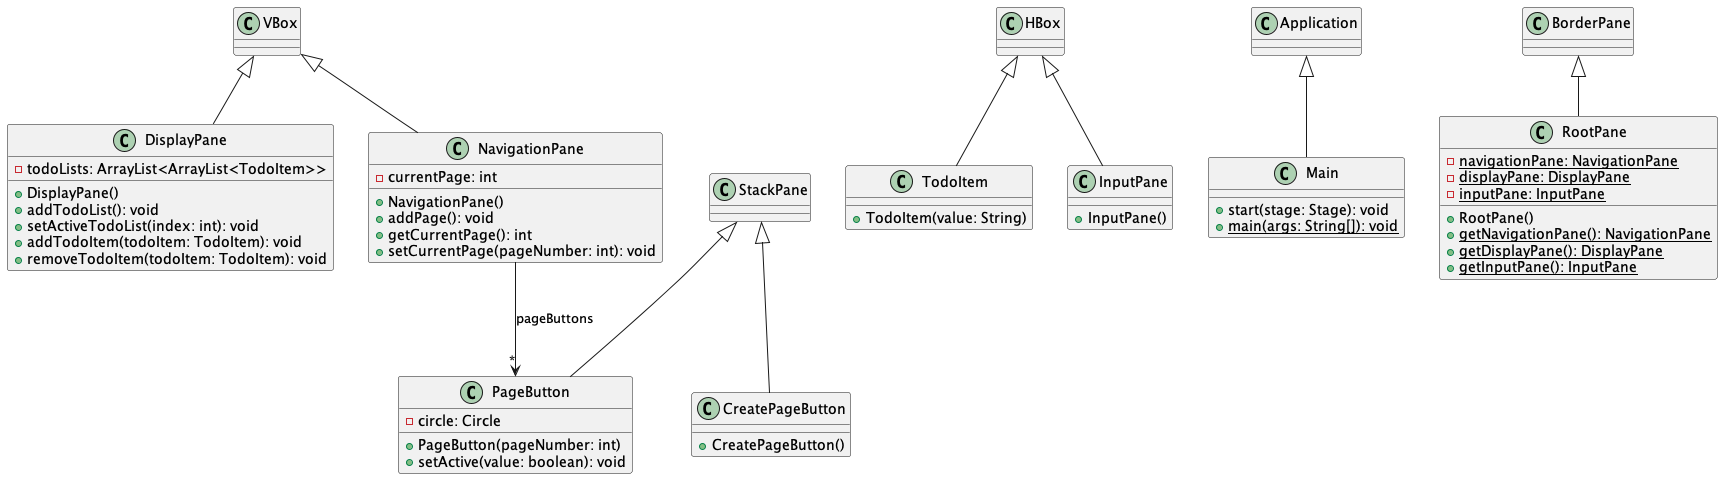 C VBox
C HBox
C Application
C BorderPane
C DisplayPane
todoLists: ArrayList<ArrayList<TodoItem>>
DisplayPane()
addTodoList(): void
setActiveTodoList(index: int): void
addTodoItem(todoItem: TodoItem): void
removeTodoItem(todoItem: TodoItem): void
C NavigationPane
currentPage: int
NavigationPane()
addPage(): void
getCurrentPage(): int
setCurrentPage(pageNumber: int): void
C StackPane
C TodoItem
TodoItem(value: String)
C InputPane
InputPane()
C Main
start(stage: Stage): void
main(args: String[]): void
C RootPane
navigationPane: NavigationPane
displayPane: DisplayPane
inputPane: InputPane
RootPane()
getNavigationPane(): NavigationPane
getDisplayPane(): DisplayPane
getInputPane(): InputPane
pageButtons
*
C PageButton
circle: Circle
PageButton(pageNumber: int)
setActive(value: boolean): void
C CreatePageButton
CreatePageButton()